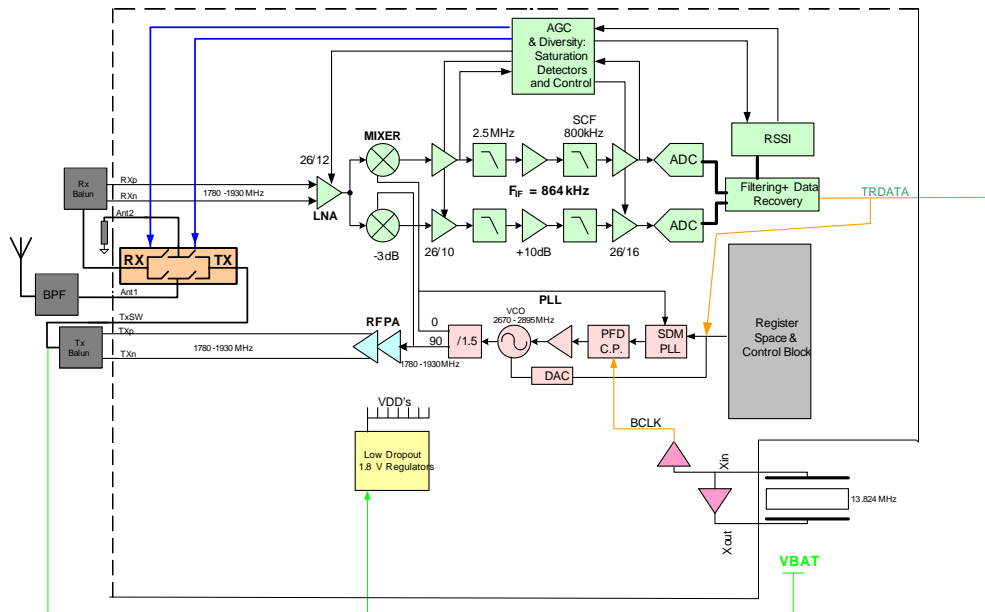 AGC
& Diversity:
Saturation
Detectors
and Control
SCF
2.5MHz
800kHz
MIXER
RSSI
26/12
ADC
Rx
Balun
RXp
RXn
1780 -1930 MHz
LNA
FIF = 864 kHz
Filtering+ Data
Recovery
TRDATA
Ant2
ADC
-3dB
26/10
+10dB
26/16
RX
TX
BPF
Ant1
TxSW
TXp
Tx
Balun
TXn
1780 -1930 MHz
RFPA
0
90
1780 -1930 MHz
/1.5
PLL
VCO
2670 - 2895MHz
PFD
C.P.
SDM
PLL
DAC
Register
Space &
Control Block
VDD's
Low Dropout
1.8 V Regulators
BCLK
Xin
13.824 MHz
Xout
VBAT